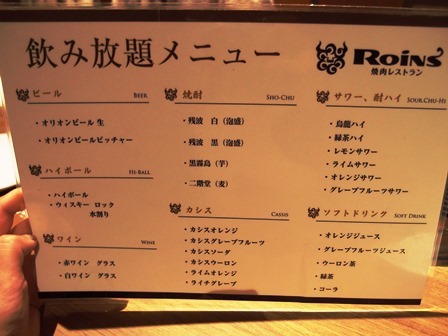 飲み放題メニュー
Roins
焼肉レストラン
ビール BEER
・オリオンビール 生
・オリオンビールピッチャー
ハイボール HI-BALL
・ハイボール
・ウィスキー ロック
水割り
ワイン WINE
・赤ワイン グラス
・白ワイン グラス
焼酎 SHO-CHU
・残波 白(泡盛)
・残波 黒(泡盛)
・黒霧島(芋)
・二階堂(麦)
カシス CASSIS
・カシスオレンジ
・カシスグレープフルーツ
・カシスソーダ
・カシスウーロン
・ライムオレンジ
・ライチグレープ
サワー、酎ハイ SOUR.CHU-HI
・烏龍ハイ
・緑茶ハイ
・レモンサワー
・ライムサワー
・オレンジサワー
・グレープフルーツサワー
ソフトドリンク SOFT DRINK
・オレンジジュース
・グレープフルーツジュース
・ウーロン茶
・緑茶
・コーラ